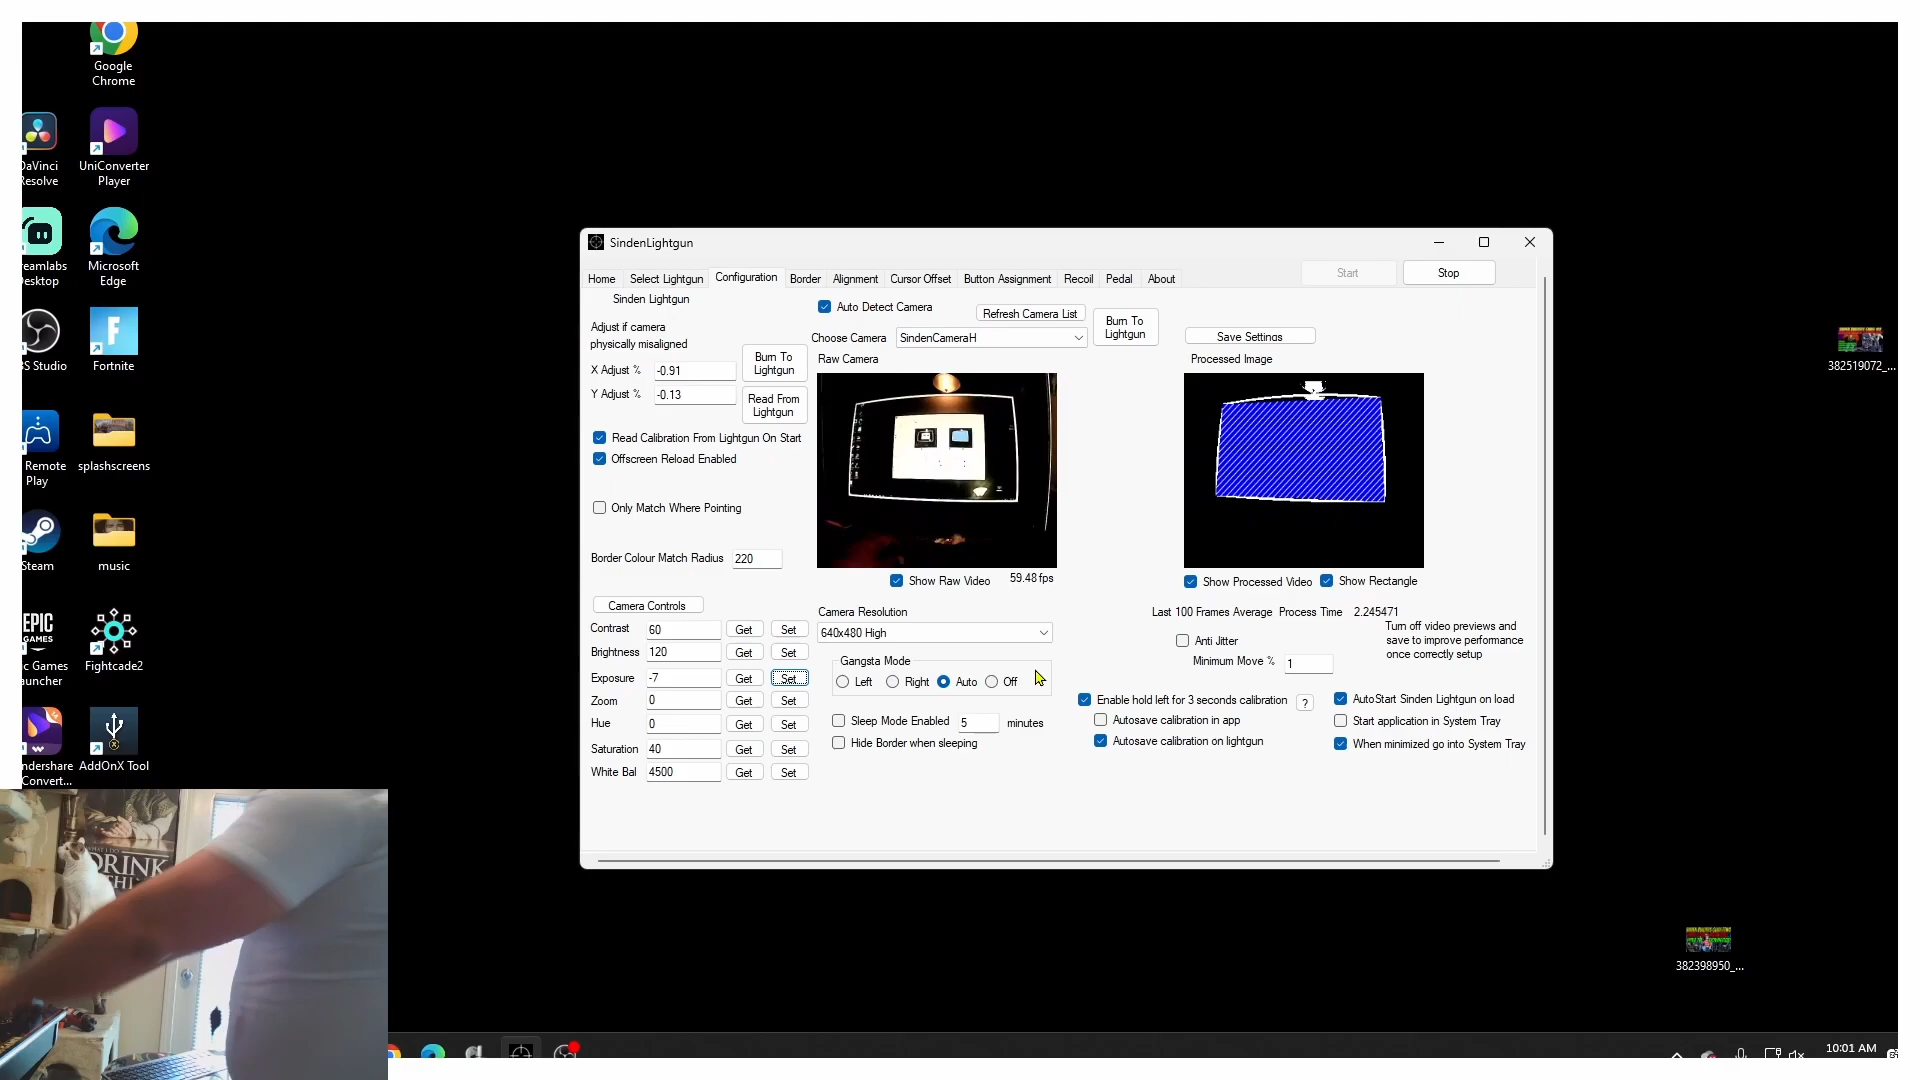 Google
Chrome
DaVinci
Resolve
UniConverter
Player
Microsoft
Edge
Fortnite
Remote
Play
splashscreens
Steam
music
EPIC
GAMES
Fightcade2
AddOnX Tool
SindenLightgun
Home
Select Lightgun
Configuration
Border
Alignment
Cursor Offset
Button Assignment
Recoil
Pedal
About
Start
Stop
Sinden Lightgun
Adjust if camera
physically misaligned
X Adjust %
-0.91
Y Adjust %
-0.13
Burn To
Lightgun
Read From
Lightgun
Read Calibration From Lightgun On Start
Offscreen Reload Enabled
Only Match Where Pointing
Border Colour Match Radius
220
Auto Detect Camera
Refresh Camera List
Choose Camera
SindenCameraH
Burn To
Lightgun
Save Settings
Raw Camera
Processed Image
Show Raw Video
59.48 fps
Show Processed Video
Show Rectangle
Camera Controls
Contrast
60
Get
Set
Brightness
120
Get
Set
Exposure
-7
Get
Set
Zoom
0
Get
Set
Hue
0
Get
Set
Saturation
40
Get
Set
White Bal
4500
Get
Set
Camera Resolution
640x480 High
Gangsta Mode
Left
Right
Auto
Off
Sleep Mode Enabled
5
minutes
Hide Border when sleeping
Last 100 Frames Average Process Time
2.245471
Anti Jitter
Minimum Move %
1
Turn off video previews and
save to improve performance
once correctly setup
Enable hold left for 3 seconds calibration
?
Autosave calibration in app
Autosave calibration on lightgun
AutoStart Sinden Lightgun on load
Start application in System Tray
When minimized go into System Tray
382519072_...
382398950_...
DRINK
10:01 AM